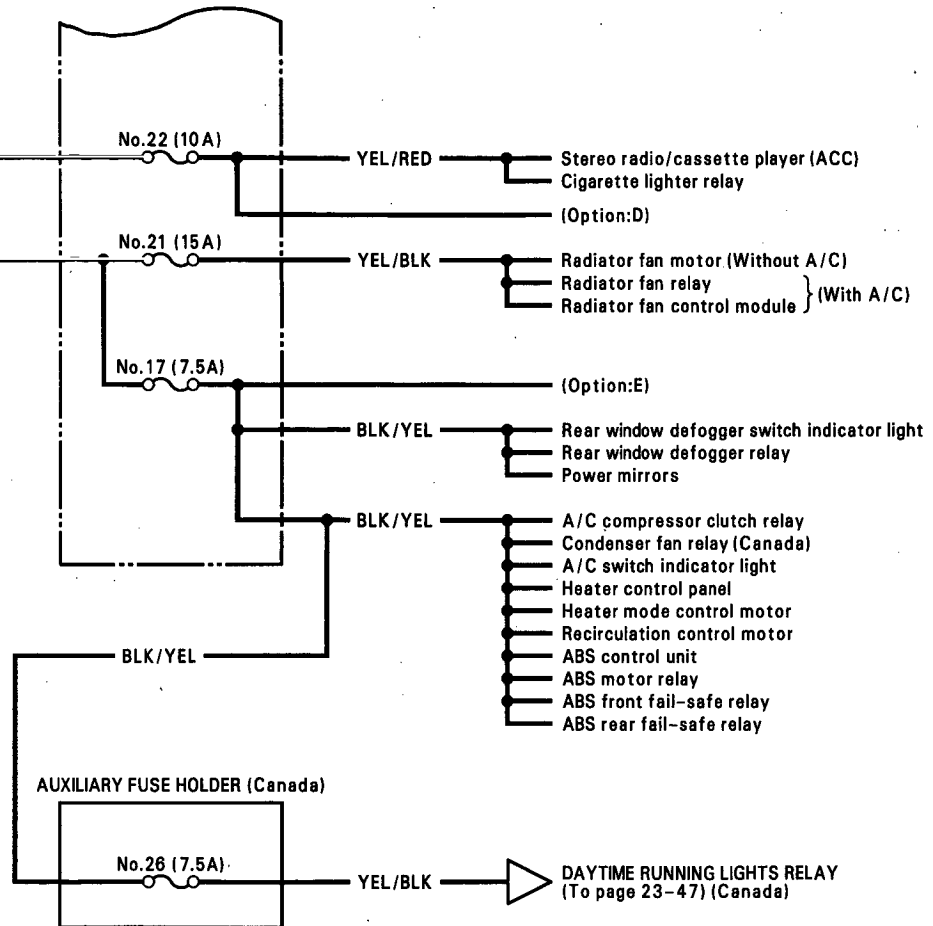 No.22 (10 A)
YEL/RED
Stereo radio/cassette player (ACC)
Cigarette lighter relay
(Option:D)
No.21 (15 A)
YEL/BLK
Radiator fan motor (Without A/C)
Radiator fan relay
Radiator fan control module } (With A/C)
No.17 (7.5A)
(Option:E)
BLK/YEL
Rear window defogger switch indicator light
Rear window defogger relay
Power mirrors
BLK/YEL
A/C compressor clutch relay
Condenser fan relay (Canada)
A/C switch indicator light
Heater control panel
Heater mode control motor
Recirculation control motor
ABS control unit
ABS motor relay
ABS front fail-safe relay
ABS rear fail-safe relay
BLK/YEL
AUXILIARY FUSE HOLDER (Canada)
No.26 (7.5A)
YEL/BLK
DAYTIME RUNNING LIGHTS RELAY
(To page 23-47) (Canada)